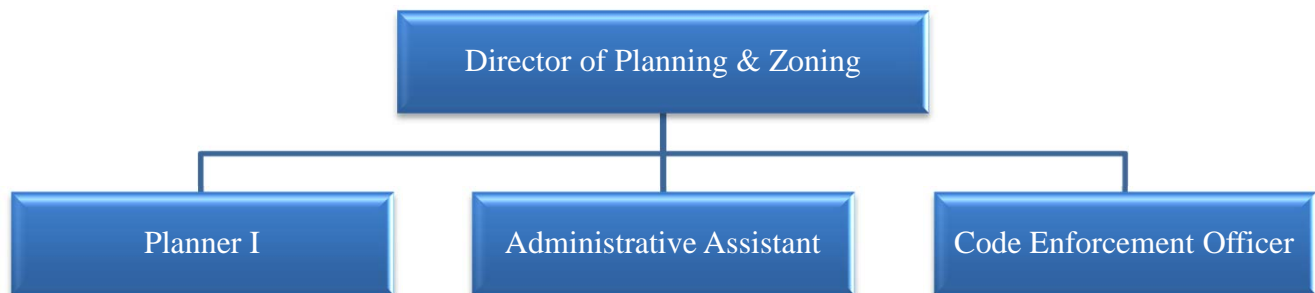 Director of Planning & Zoning
Planner I
Administrative Assistant
Code Enforcement Officer